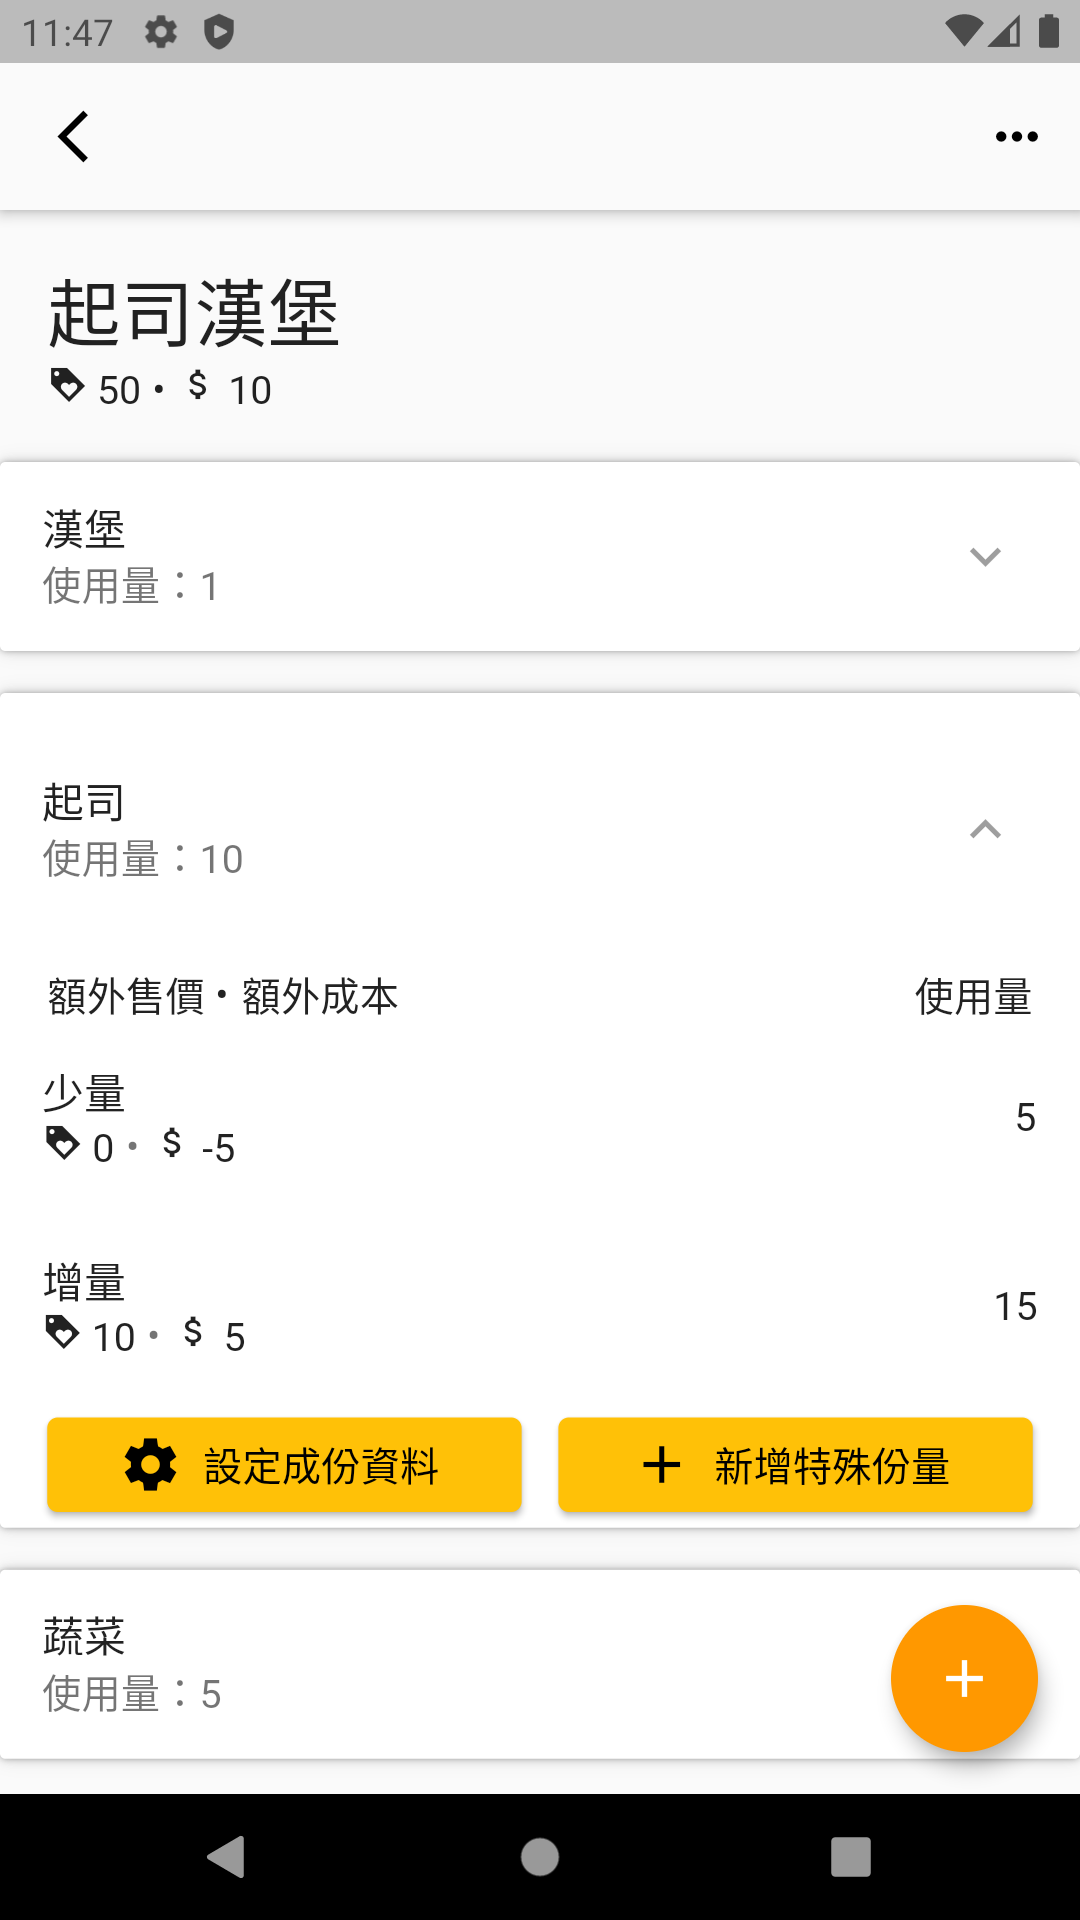 11:47
起司漢堡
50 • $ 10
漢堡
使用量：1
起司
使用量：10
額外售價 • 額外成本 使用量
少量
0 • $ -5
5
增量
10 • $ 5
15
設定成份資料 新增特殊份量
蔬菜
使用量：5